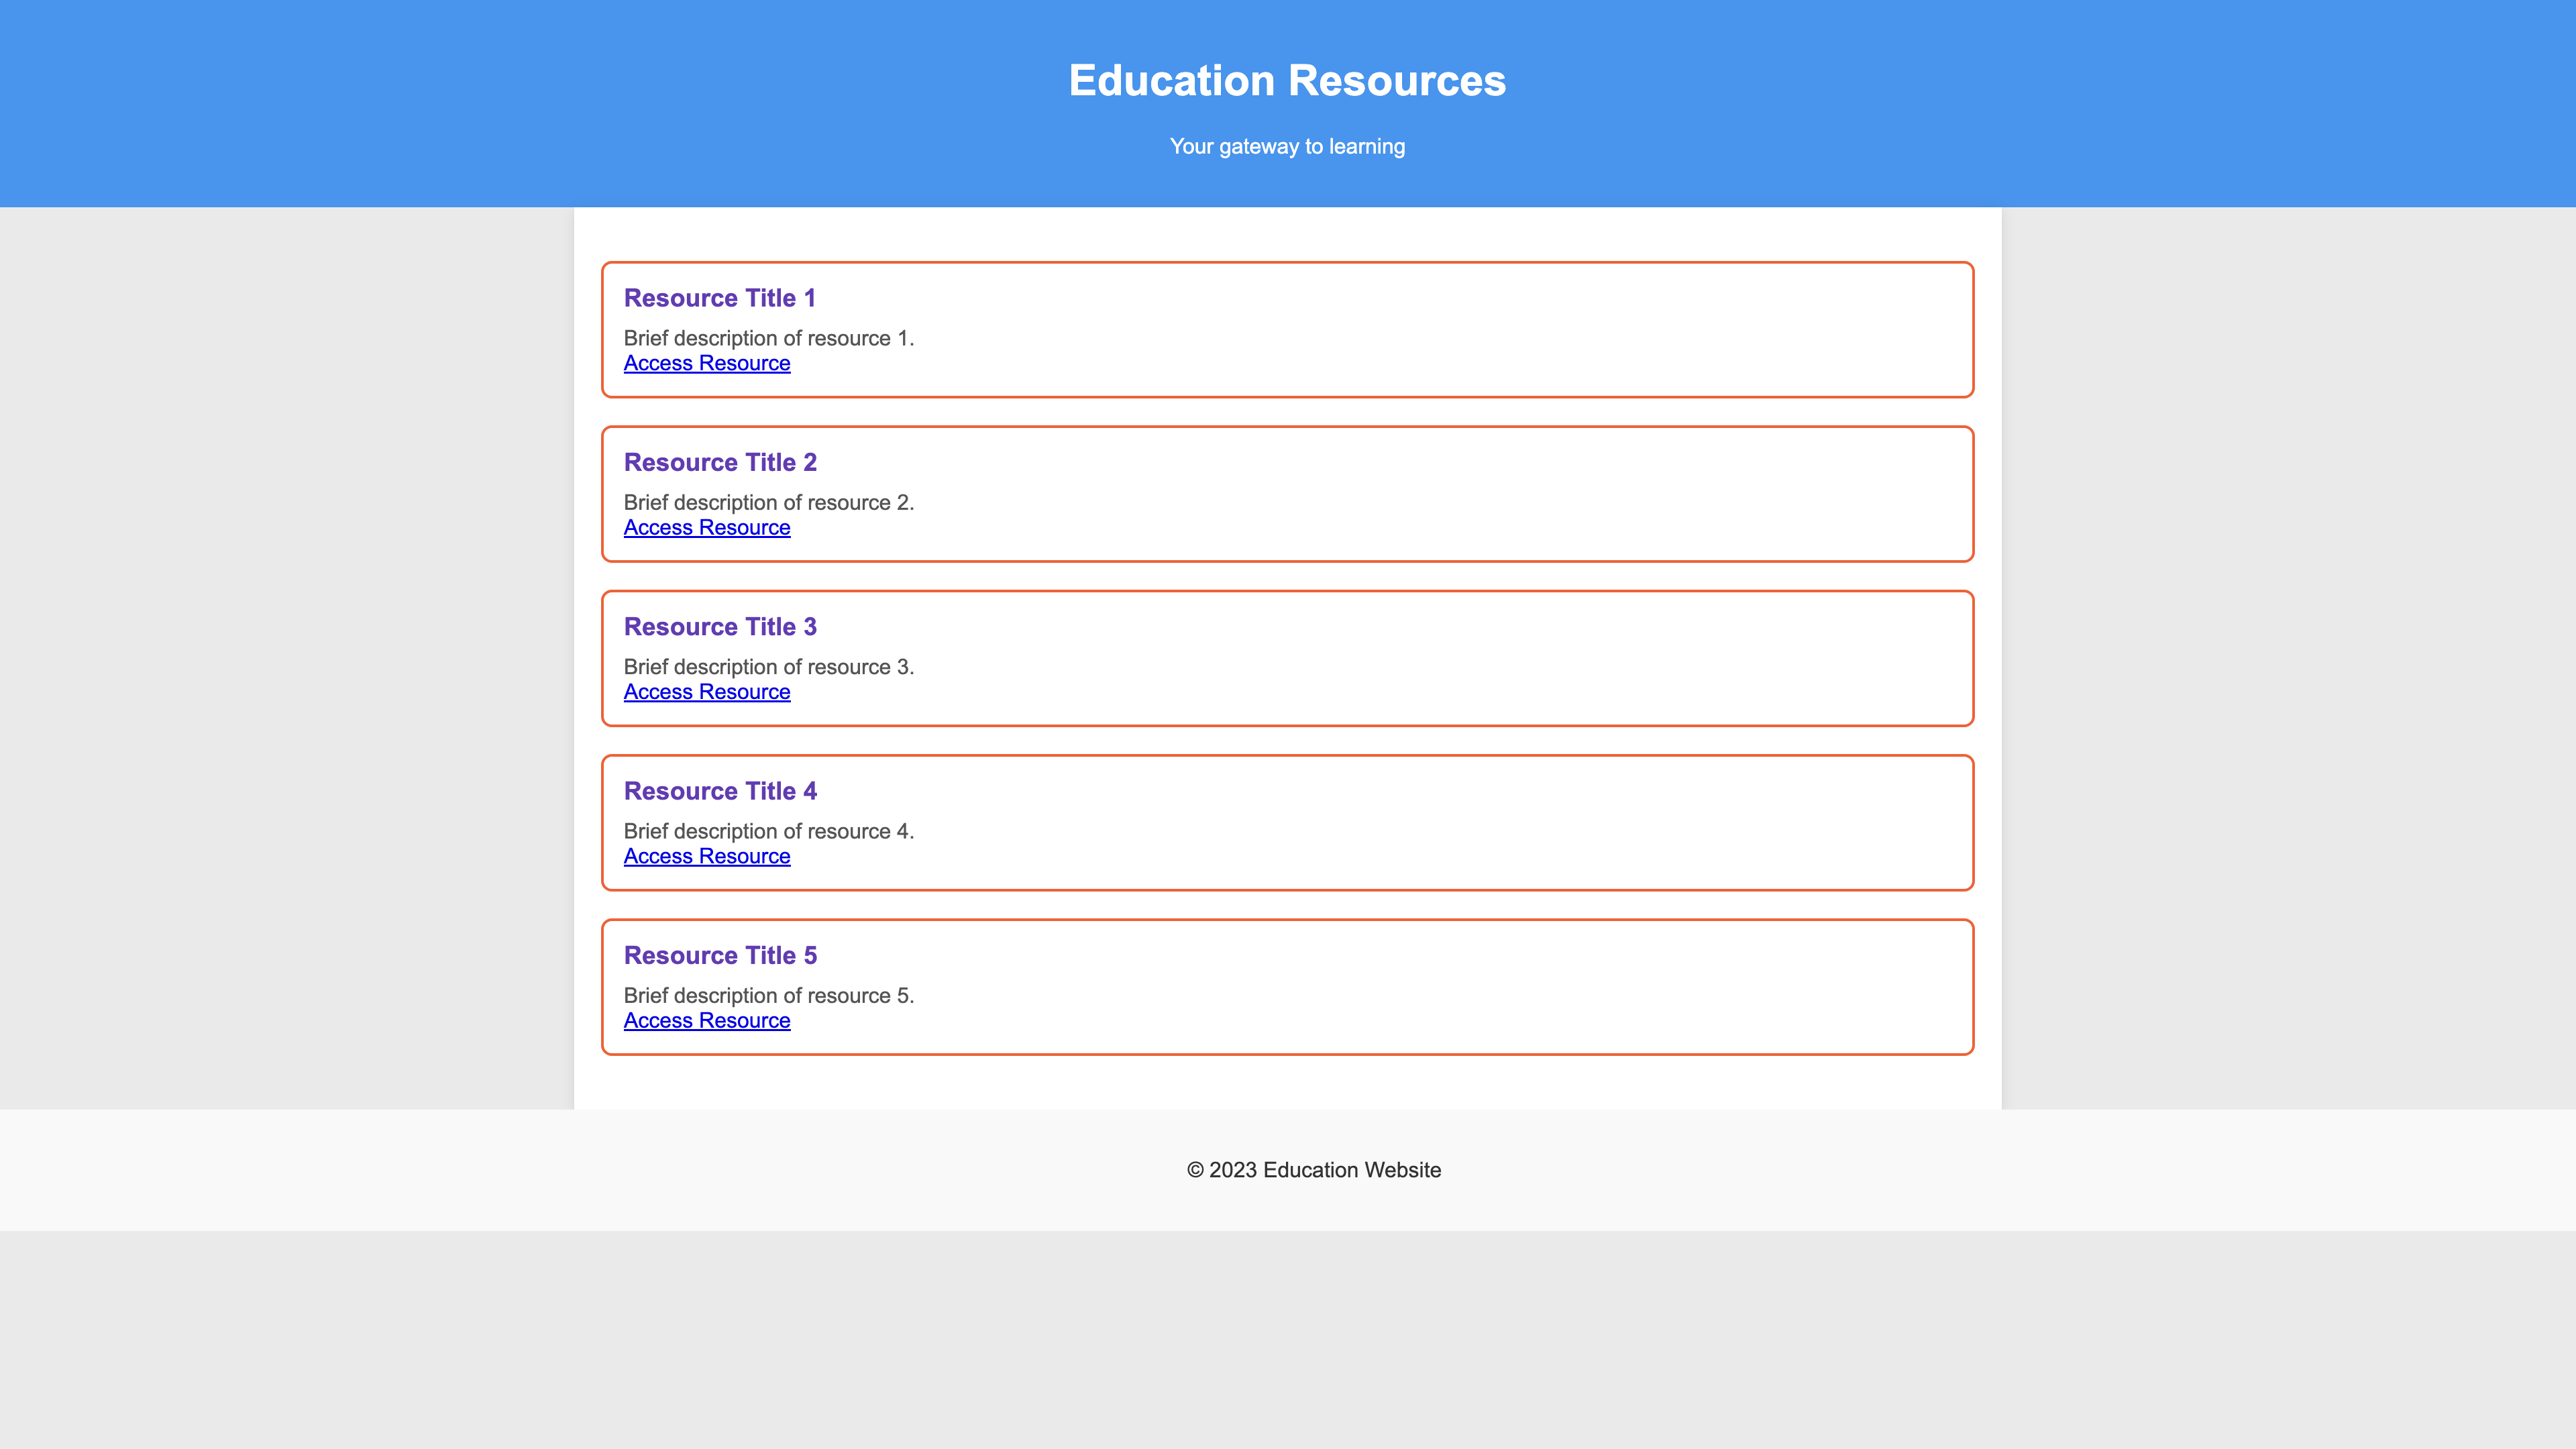 Education Resources
Your gateway to learning
Resource Title 1
Brief description of resource 1.
Access Resource
Resource Title 2
Brief description of resource 2.
Access Resource
Resource Title 3
Brief description of resource 3.
Access Resource
Resource Title 4
Brief description of resource 4.
Access Resource
Resource Title 5
Brief description of resource 5.
Access Resource
© 2023 Education Website